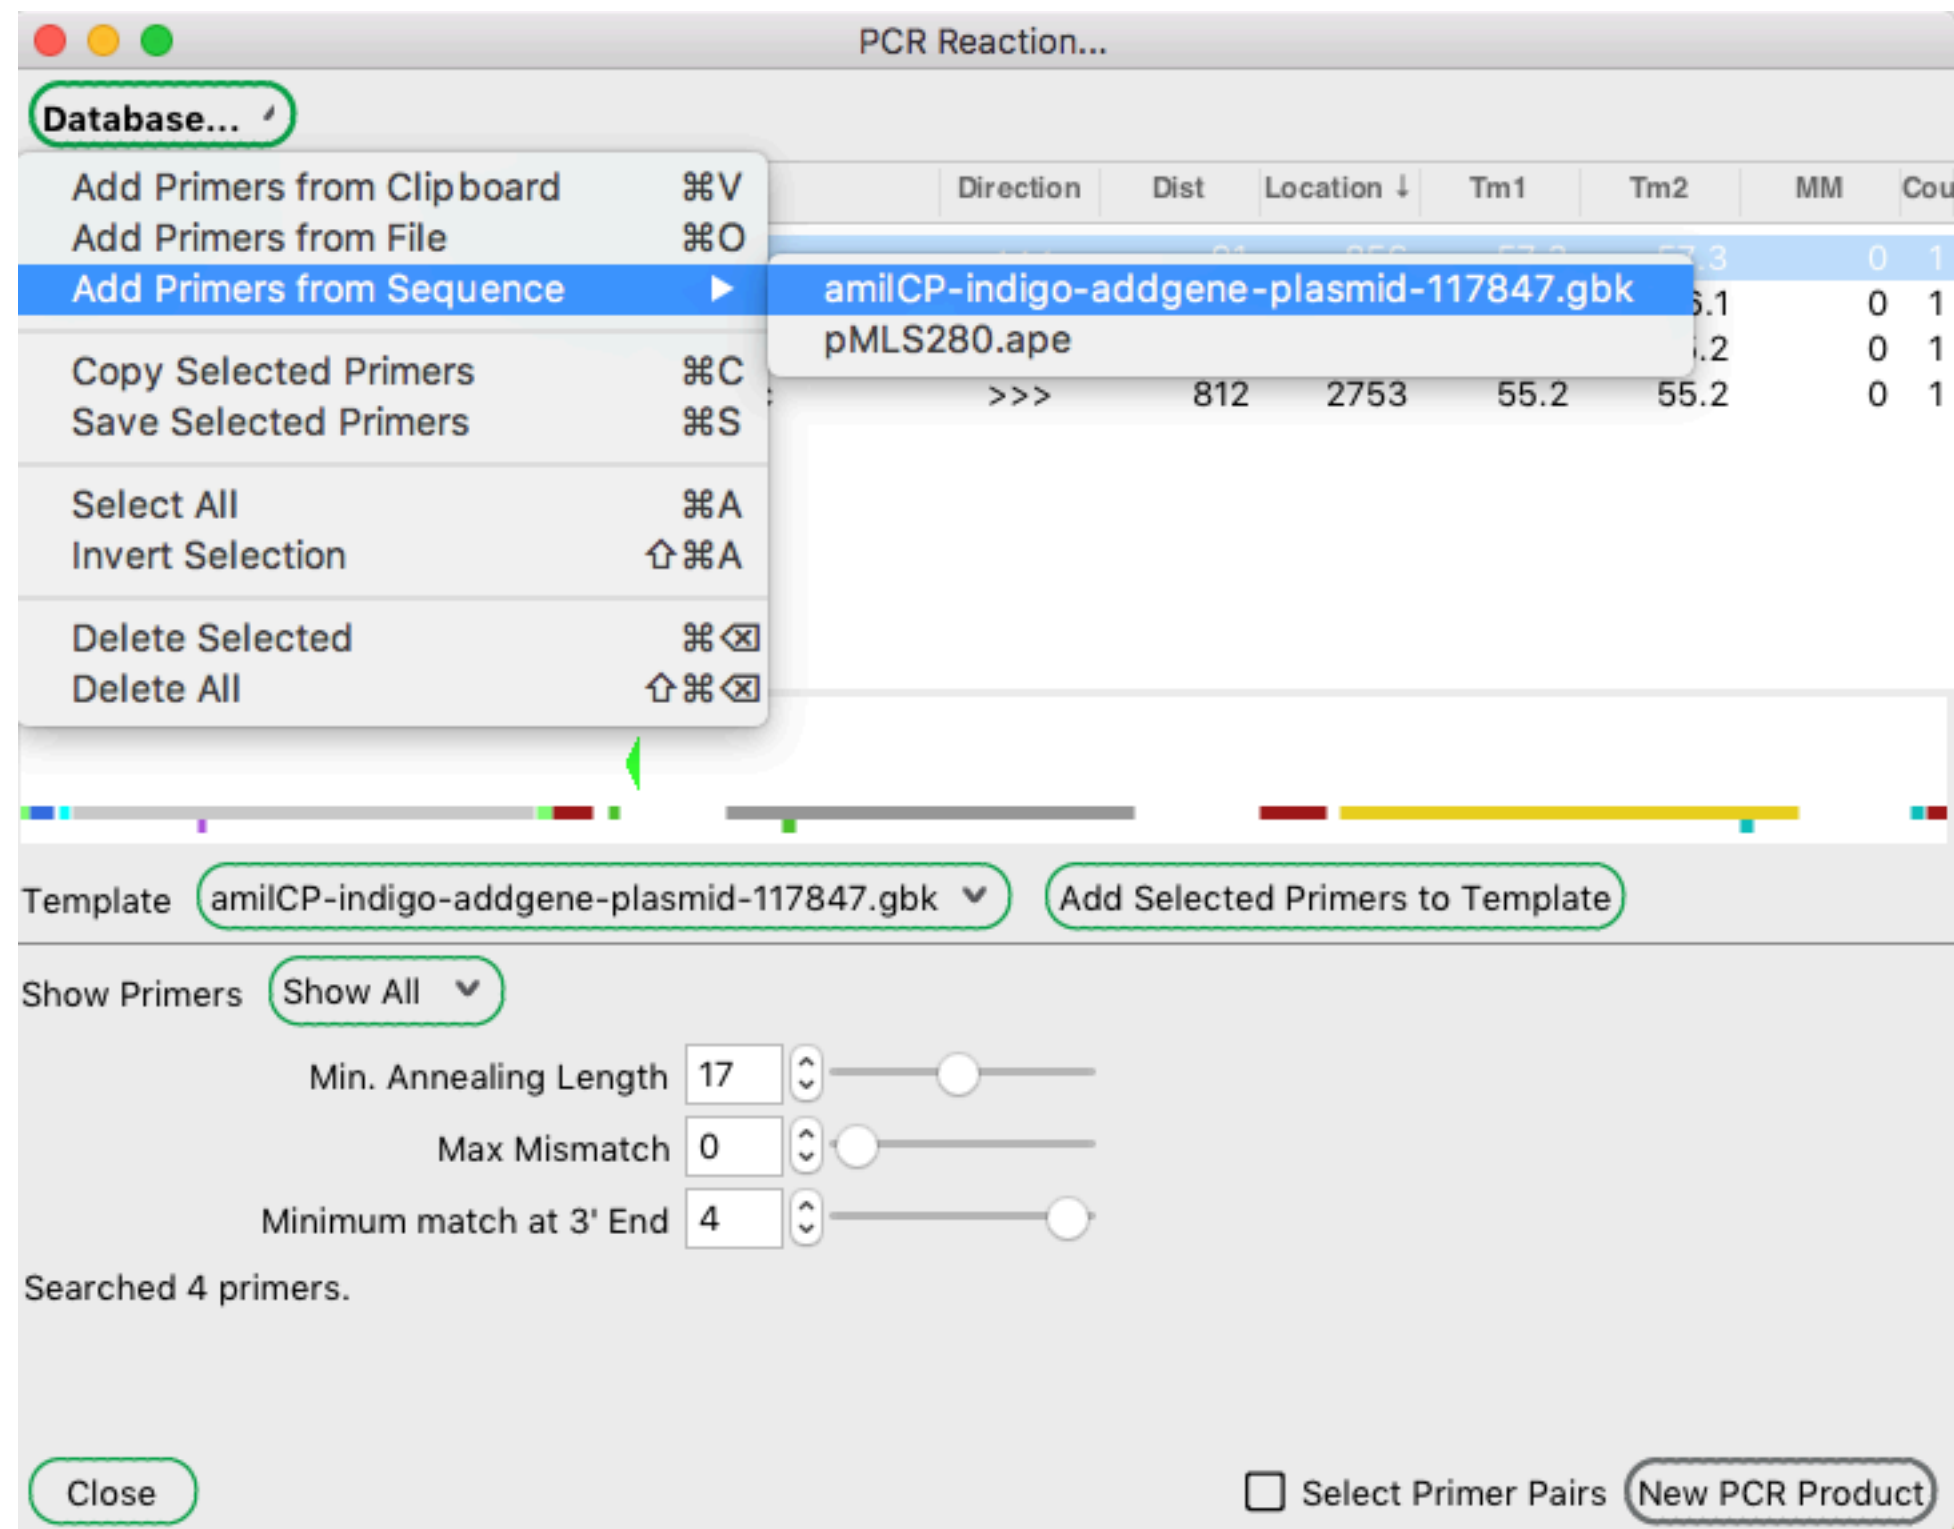 PCR Reaction...
Database...
Direction Dist Location ↓ Tm1 Tm2 MM Cou
Add Primers from Clipboard ⌘V
Add Primers from File ⌘O
Add Primers from Sequence ▶
Copy Selected Primers ⌘C
Save Selected Primers ⌘S
Select All ⌘A
Invert Selection ⇧⌘A
Delete Selected ⌘⌫
Delete All ⇧⌘⌫
amilCP-indigo-addgene-plasmid-117847.gbk
pMLS280.ape
.3 0 1
.1 0 1
.2 0 1
>>> 812 2753 55.2 55.2 0 1
Template amilCP-indigo-addgene-plasmid-117847.gbk Add Selected Primers to Template
Show Primers Show All
Min. Annealing Length 17
Max Mismatch 0
Minimum match at 3' End 4
Searched 4 primers.
Close Select Primer Pairs New PCR Product